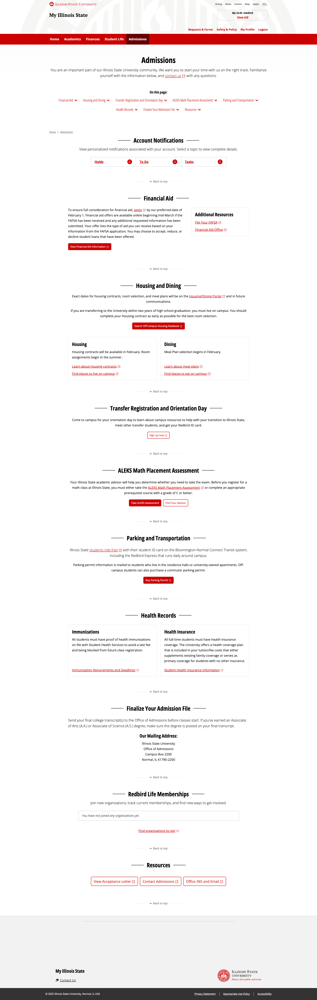 Illinois State University
Giving News Events Map Apply My
My Illinois State
My ULID: mkditch
Show UID
Requests & Forms Safety & Policy My Profile Logout
Home Academics Finances Student Life Admissions
Admissions
You are an important part of our Illinois State University community. We want you to start your time with us on the right track. Familiarize
yourself with the information below, and contact us with any questions.
On this page:
Financial Aid Housing and Dining Transfer Registration and Orientation Day ALEKS Math Placement Assessment Parking and Transportation
Health Records Finalize Your Admission File Resources
Home > Admissions
Account Notifications
View personalized notifications associated with your account. Select a topic to view complete details.
Holds 0 To Do 0 Tasks 0
Back to top
Financial Aid
To ensure full consideration for financial aid, apply by our preferred date of
February 1. Financial aid offers are available online beginning mid-March if the
FAFSA has been received and any additional requested information has been
submitted. Your offer lists the type of aid you can receive based on your
information from the FAFSA application. You may choose to accept, reduce, or
decline student loans that have been offered.
View Financial Aid Information
Additional Resources
File Your FAFSA
Financial Aid Office
Back to top
Housing and Dining
Exact dates for housing contracts, room selection, and meal plans will be on the Housing/Dining Portal and in future
communications.
If you are transferring to the University within two years of high school graduation, you must live on campus. You should
complete your Housing contract as early as possible for the best room selection.
Search Off-Campus Housing Database
Housing
Housing contracts will be available in February. Room
assignments begin in the summer.
Learn about housing contracts
Find places to live on campus
Dining
Meal Plan selection begins in February.
Learn about meal plans
Find places to eat on campus
Back to top
Transfer Registration and Orientation Day
Come to campus for your orientation day to learn about campus resources to help with your transition to Illinois State,
meet other transfer students, and get your Redbird ID card.
Sign up now
Back to top
ALEKS Math Placement Assessment
Your Illinois State academic advisor will help you determine whether you need to take the exam. Before you register for a
math class at Illinois State, you must either take the ALEKS Math Placement Assessment or complete an appropriate
prerequisite course with a grade of C or better.
Take ALEKS Assessment Find Your Advisor
Back to top
Parking and Transportation
Illinois State students ride free with their student ID card on the Bloomington-Normal Connect Transit system,
including the Redbird Express that runs daily around campus.
Parking permit information is mailed to students who live in the residence halls or university-owned apartments. Off-
campus students can also purchase a commuter parking permit.
Buy Parking Permit
Back to top
Health Records
Immunizations
All students must have proof of health immunizations
on file with Student Health Services to avoid a late fee
and being blocked from future class registration.
Immunization Requirements and Deadlines
Health Insurance
All full-time students must have health insurance
coverage. The University offers a health coverage plan
that is included in your tuition/fee costs that either
supplements existing family coverage or serves as
primary coverage for students with no other insurance.
Student Health Insurance Information
Back to top
Finalize Your Admission File
Send your final college transcript(s) to the Office of Admissions before classes start. If you've earned an Associate
of Arts (A.A.) or Associate of Science (A.S.) degree, make sure the degree is posted on your final transcript.
Our Mailing Address:
Illinois State University
Office of Admissions
Campus Box 2200
Normal, IL 61790-2200
Back to top
Redbird Life Memberships
Join new organizations, track current memberships, and find new ways to get involved.
You have not joined any organizations yet.
Find organizations to join
Back to top
Resources
View Acceptance Letter Contact Admissions Office 365 and Email
Back to top
My Illinois State
Contact Us
Illinois State
University
Illinois' first public university
© 2025 Illinois State University, Normal, IL USA
Privacy Statement Appropriate Use Policy Accessibility